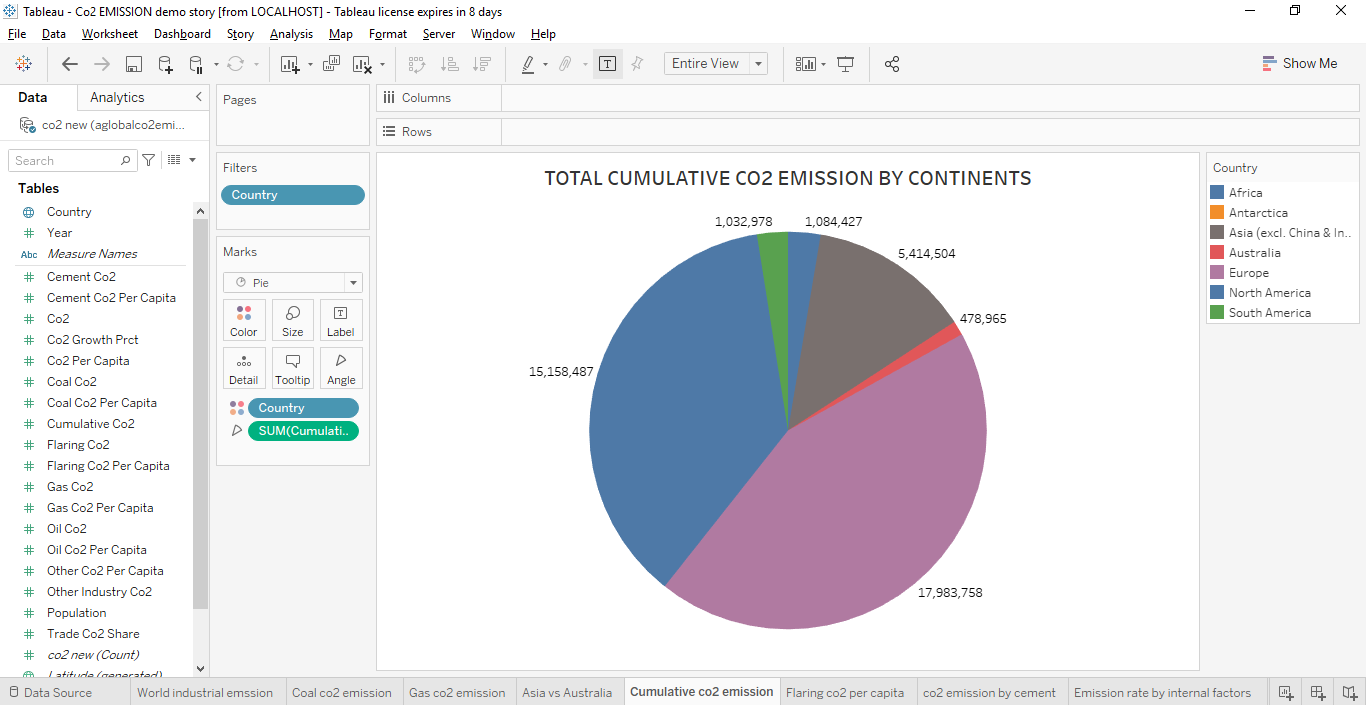 Tableau - Co2 EMISSION demo story [from LOCALHOST] - Tableau license expires in 8 days
File Data Worksheet Dashboard Story Analysis Map Format Server Window Help
Entire View
Show Me
Data
Analytics
co2 new (aglobalco2emi...
Search
Tables
Country
Year
Abc Measure Names
Cement Co2
Cement Co2 Per Capita
Co2
Co2 Growth Prct
Co2 Per Capita
Coal Co2
Coal Co2 Per Capita
Cumulative Co2
Flaring Co2
Flaring Co2 Per Capita
Gas Co2
Gas Co2 Per Capita
Oil Co2
Oil Co2 Per Capita
Other Co2 Per Capita
Other Industry Co2
Population
Trade Co2 Share
co2 new (Count)
Latitude (generated)
Pages
Filters
Country
Marks
Pie
Color Size Label
Detail Tooltip Angle
Country
SUM(Cumulati..
Columns
Rows
TOTAL CUMULATIVE CO2 EMISSION BY CONTINENTS
1,032,978
1,084,427
5,414,504
478,965
15,158,487
17,983,758
Country
Africa
Antarctica
Asia (excl. China & In..
Australia
Europe
North America
South America
Data Source World industrial emssion Coal co2 emission Gas co2 emission Asia vs Australia Cumulative co2 emission Flaring co2 per capita co2 emission by cement Emission rate by internal factors